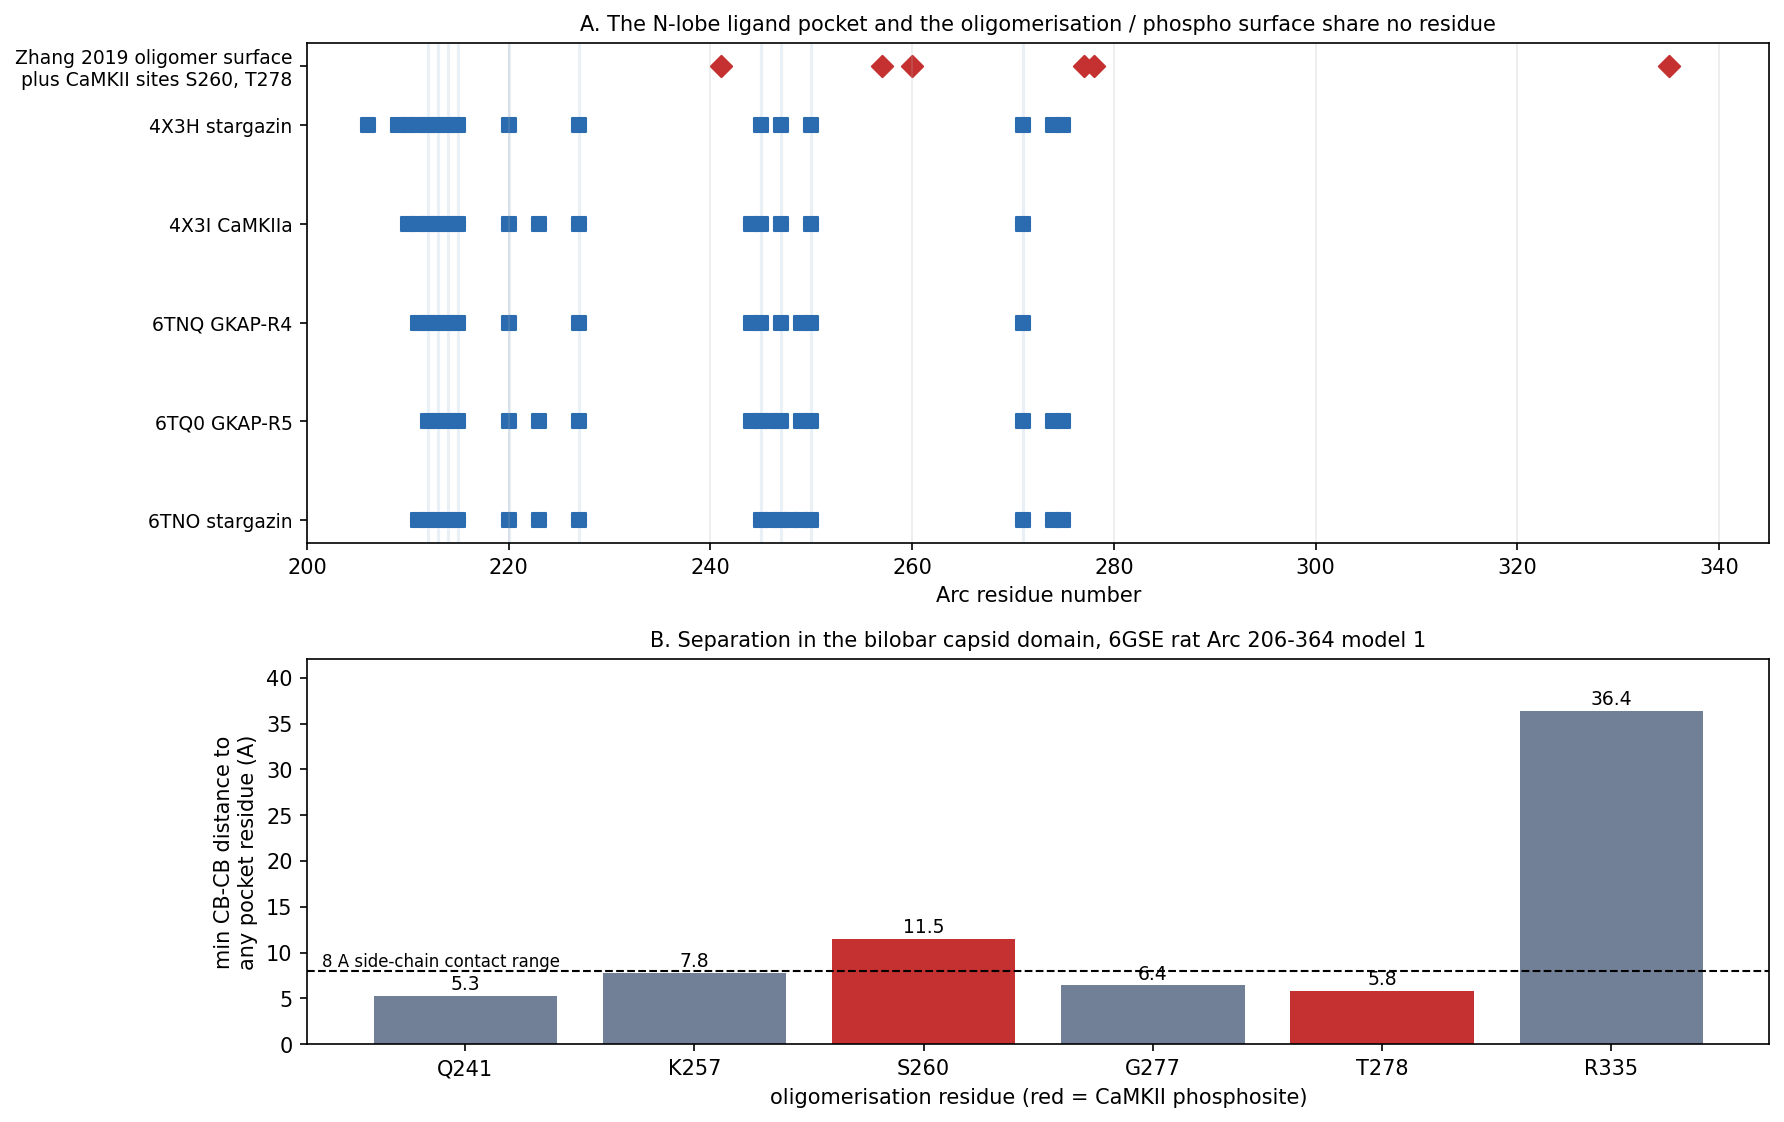 A. The N-lobe ligand pocket and the oligomerisation / phospho surface share no residue
Zhang 2019 oligomer surface
plus CaMKII sites S260, T278
4X3H stargazin
4X3I CaMKIIa
6TNQ GKAP-R4
6TQ0 GKAP-R5
6TNO stargazin
200 220 240 260 280 300 320 340
Arc residue number
B. Separation in the bilobar capsid domain, 6GSE rat Arc 206-364 model 1
min CB-CB distance to
any pocket residue (A)
40
35
30
25
20
15
10
5
0
8 A side-chain contact range
5.3
7.8
11.5
6.4
5.8
36.4
Q241 K257 S260 G277 T278 R335
oligomerisation residue (red = CaMKII phosphosite)